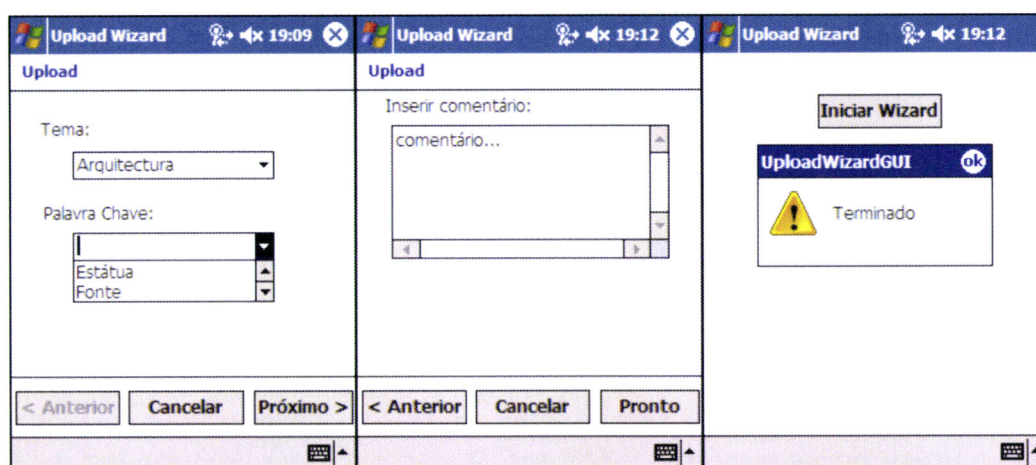 Upload Wizard 19:09
Upload
Tema:
Arquitectura
Palavra Chave:
Estátua
Fonte
< Anterior Cancelar Próximo >
Upload Wizard 19:12
Upload
Inserir comentário:
comentário...
< Anterior Cancelar Pronto
Upload Wizard 19:12
Iniciar Wizard
UploadWizardGUI ok
Terminado